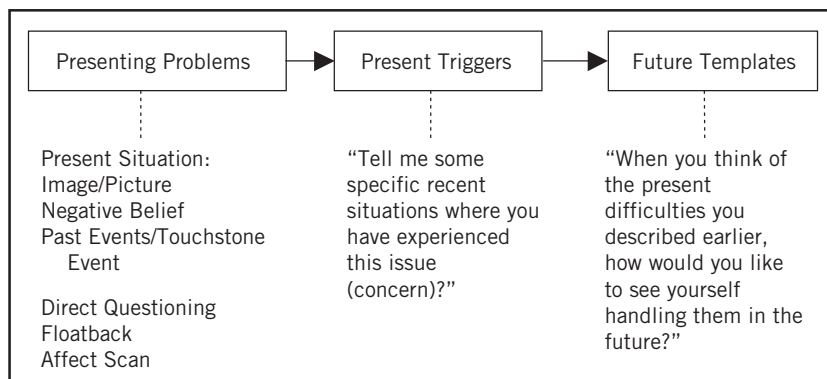 Presenting Problems
Present Triggers
Future Templates
Present Situation:
Image/Picture
Negative Belief
Past Events/Touchstone
Event
Direct Questioning
Floatback
Affect Scan
“Tell me some
specific recent
situations where you
have experienced
this issue
(concern)?”
“When you think of
the present
difficulties you
described earlier,
how would you like
to see yourself
handling them in the
future?”